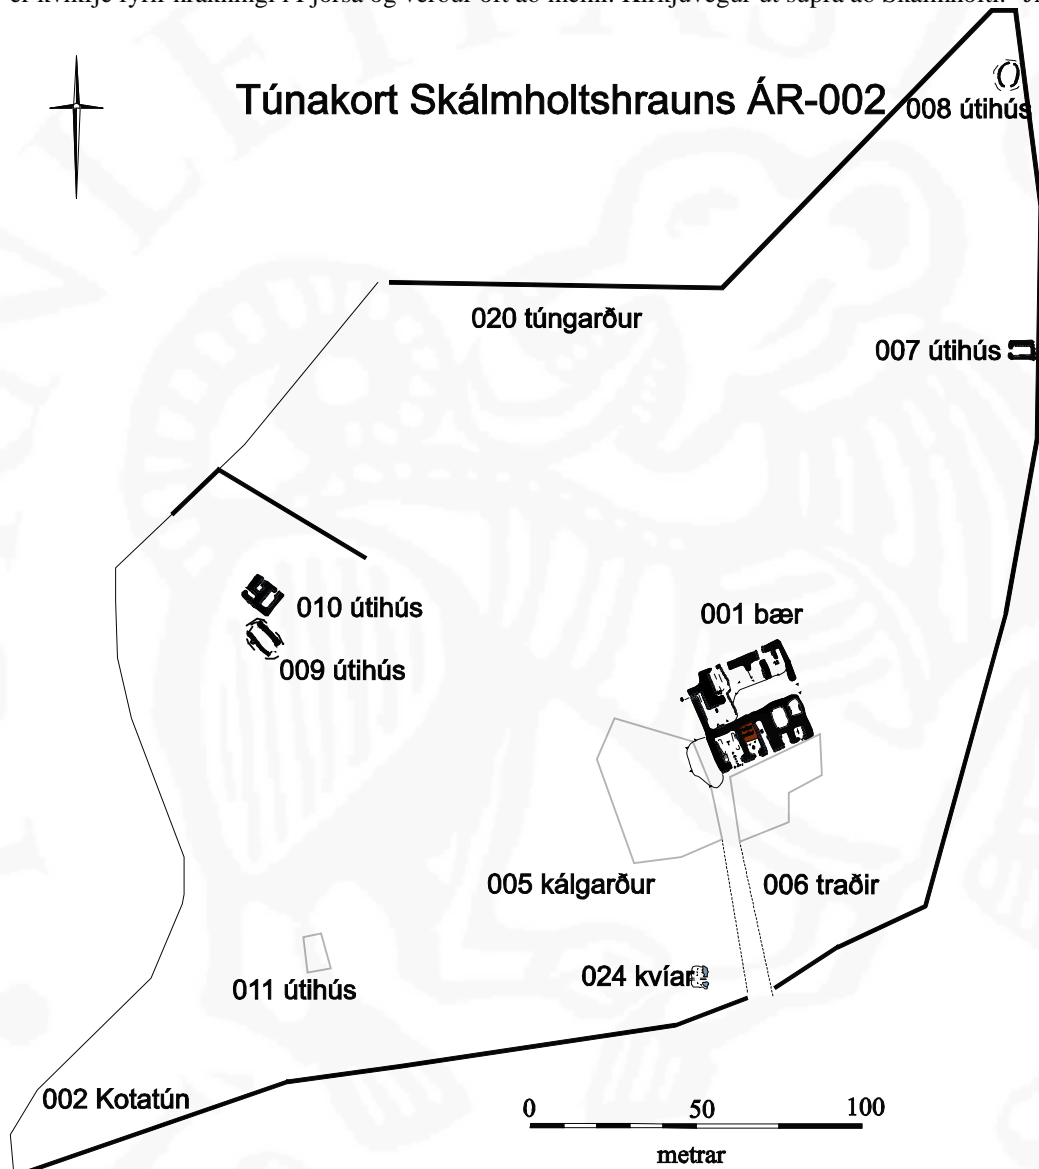 Túnakort Skálmholtshrauns ÁR-002
008 útihús
020 túngarður
007 útihús
010 útihús
001 bær
009 útihús
005 kálgarður
006 traðir
024 kvíar
011 útihús
002 Kotatún
0 50 100
metrar